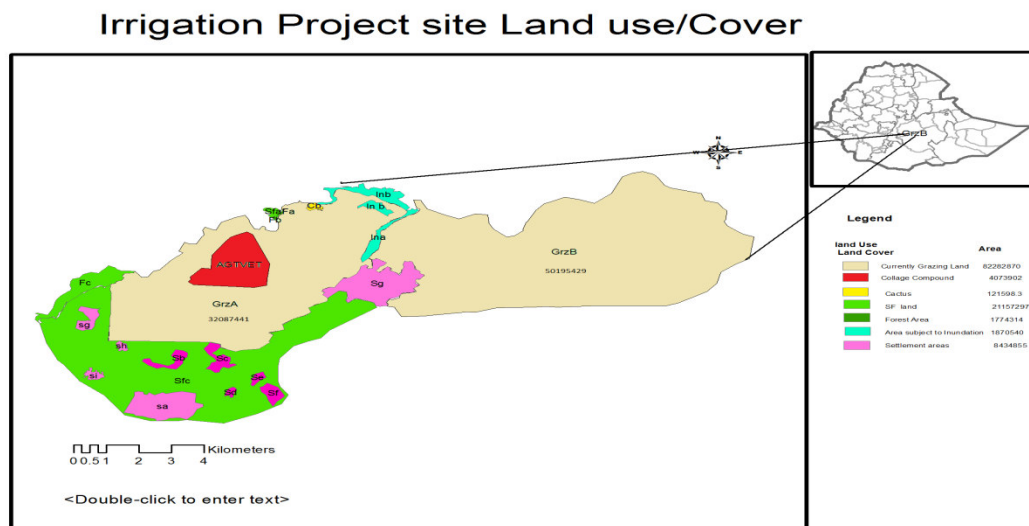 Irrigation Project site Land use/Cover
N
W
E
S
GrzB
Inb
In b
Cb
SfaFa
Fb
Ina
AGTVET
GrzB
50195429
Fc
Sg
GrzA
32087441
sg
sh
Sb
Sc
si
Sfc
Se
Sd
Sf
sa
Legend
land Use
Land Cover
Area
Currently Grazing Land 82282870
Collage Compound 4073902
Cactus 121598.3
SF land 21157297
Forest Area 1774314
Area subject to Inundation 1870540
Settlement areas 8434855
Kilometers
0 0.5 1 2 3 4
<Double-click to enter text>